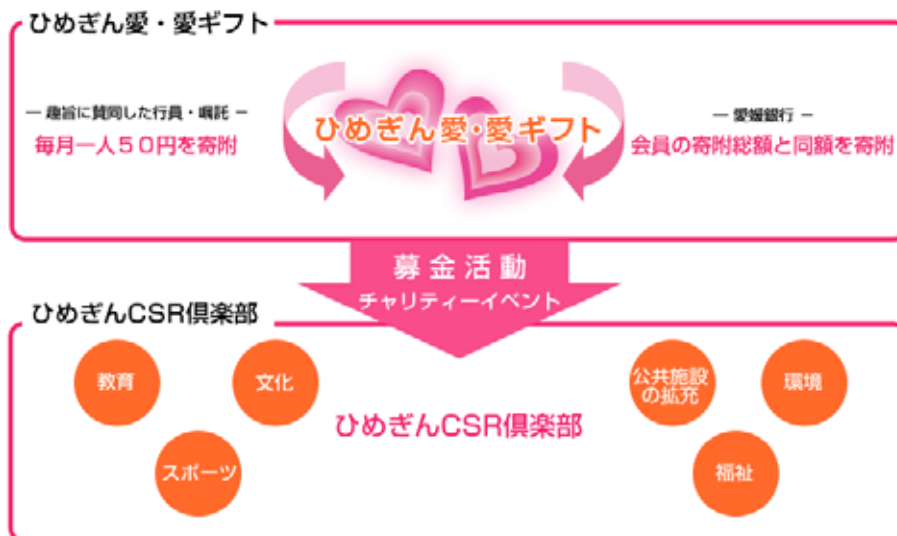 ひめぎん愛・愛ギフト
― 趣旨に賛同した行員・嘱託 ―
毎月一人50円を寄附
ひめぎん愛・愛ギフト
― 愛媛銀行 ―
会員の寄附総額と同額を寄附
募金活動
チャリティーイベント
ひめぎんCSR倶楽部
教育
文化
スポーツ
ひめぎんCSR倶楽部
公共施設
の拡充
環境
福祉